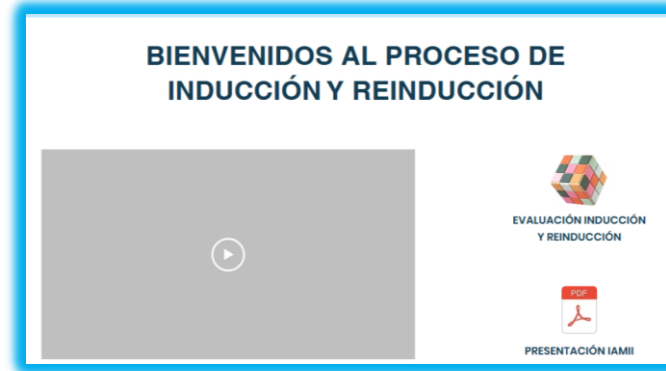 BIENVENIDOS AL PROCESO DE
INDUCCIÓN Y REINDUCCIÓN
EVALUACIÓN INDUCCIÓN
Y REINDUCCIÓN
PDF
PRESENTACIÓN IAMII